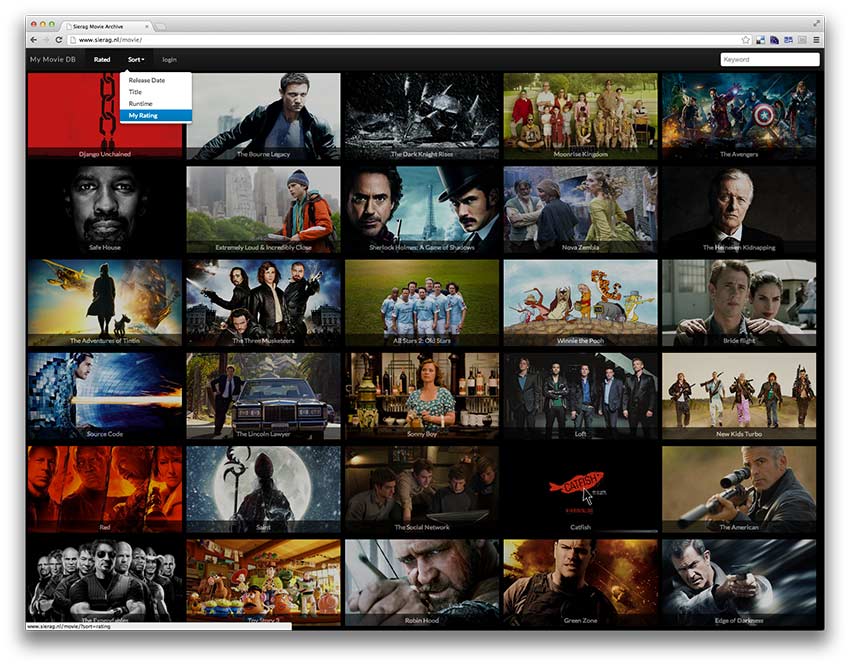 Sierag Movie Archive
www.sierag.nl/movie/
My Movie DB Rated Sort login Keyword
Release Date
Title
Runtime
My Rating
Django Unchained The Bourne Legacy The Dark Knight Rises Moonrise Kingdom The Avengers
Safe House Extremely Loud & Incredibly Close Sherlock Holmes: A Game of Shadows Nova Zembla The Heineken Kidnapping
The Adventures of Tintin The Three Musketeers All Stars 2: Old Stars Winnie the Pooh Bride flight
Source Code The Lincoln Lawyer Sonny Boy Loft New Kids Turbo
CATFISH
Red Saint The Social Network Catfish The American
The Expendables Toy Story 3 Robin Hood Green Zone Edge of Darkness
www.sierag.nl/movie/?sort=rating